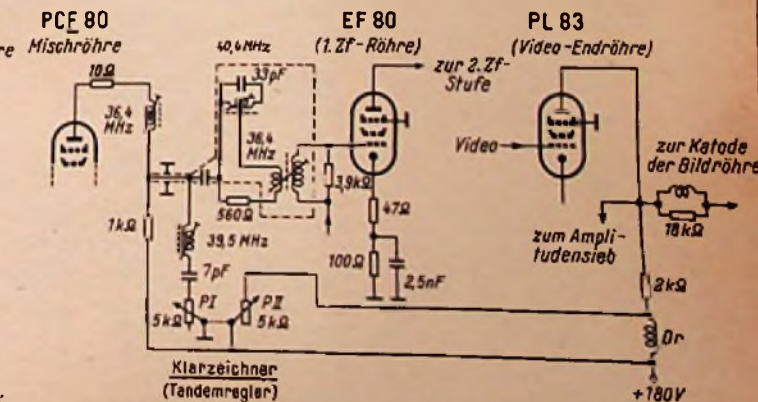 PCF 80
EF 80
PL 83
re Mischröhre
40,4 MHz
(1. Zf-Röhre)
(Video-Endröhre)
10Ω
33pF
zur 2. Zf-
Stufe
36,4
MHz
36,4
MHz
Video
zur Katode
der Bildröhre
3,9kΩ
1kΩ
560Ω
47Ω
18kΩ
39,5 MHz
zum Ampli-
tudensieb
7pF
100Ω
2,5nF
2kΩ
PI
PII
5kΩ
5kΩ
Dr
Klarzeichner
(Tandemregler)
+180V